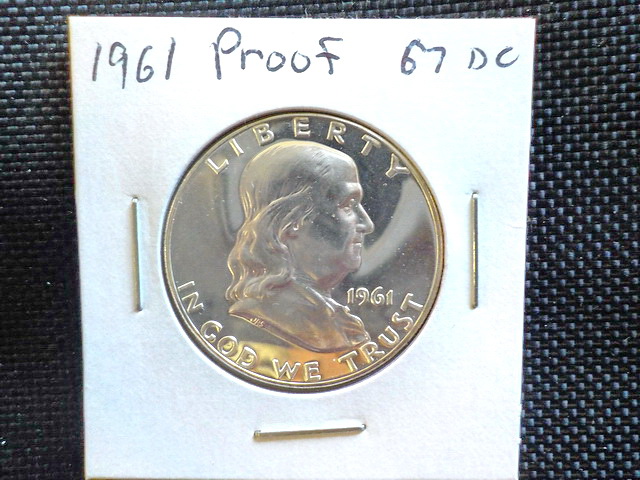 1961 Proof 67 DC
LIBERTY
1961
IN GOD WE TRUST